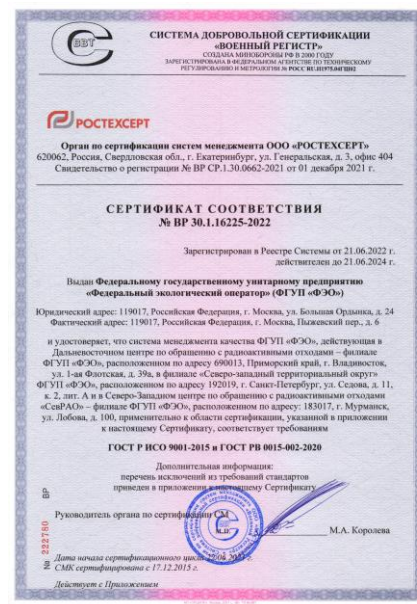 СИСТЕМА ДОБРОВОЛЬНОЙ СЕРТИФИКАЦИИ
«ВОЕННЫЙ РЕГИСТР»
СОЗДАНА МИНОБОРОНЫ РФ В 2000 ГОДУ
ЗАРЕГИСТРИРОВАНА В ФЕДЕРАЛЬНОМ АГЕНТСТВЕ ПО ТЕХНИЧЕСКОМУ
РЕГУЛИРОВАНИЮ И МЕТРОЛОГИИ № РОСС RU.И1975.04ГШ02
РОСТЕХСЕРТ
Орган по сертификации систем менеджмента ООО «РОСТЕХСЕРТ»
620062, Россия, Свердловская обл., г. Екатеринбург, ул. Генеральская, д. 3, офис 404
Свидетельство о регистрации № ВР СР.1.30.0662-2021 от 01 декабря 2021 г.
СЕРТИФИКАТ СООТВЕТСТВИЯ
№ ВР 30.1.16225-2022
Зарегистрирован в Реестре Системы от 21.06.2022 г.
действителен до 21.06.2024 г.
Выдан Федеральному государственному унитарному предприятию
«Федеральный экологический оператор» (ФГУП «ФЭО»)
Юридический адрес: 119017, Российская Федерация, г. Москва, ул. Большая Ордынка, д. 24
Фактический адрес: 119017, Российская Федерация, г. Москва, Пыжевский пер., д. 6
и удостоверяет, что система менеджмента качества ФГУП «ФЭО», действующая в
Дальневосточном центре по обращению с радиоактивными отходами – филиале
ФГУП «ФЭО», расположенном по адресу 690013, Приморский край, г. Владивосток,
ул. 1-ая Флотская, д. 39а, в филиале «Северо-западный территориальный округ»
ФГУП «ФЭО», расположенном по адресу 192019, г. Санкт-Петербург, ул. Седова, д. 11,
к. 2, лит. А и в Северо-Западном центре по обращению с радиоактивными отходами
«СевРАО» – филиале ФГУП «ФЭО», расположенном по адресу: 183017, г. Мурманск,
ул. Лобова, д. 100, применительно к области сертификации, указанной в приложении
к настоящему Сертификату, соответствует требованиям
ГОСТ Р ИСО 9001-2015 и ГОСТ РВ 0015-002-2020
Дополнительная информация:
перечень исключений из требований стандартов
приведен в приложении к настоящему Сертификату
Руководитель органа по сертификации СМ
М.А. Королева
Дата начала сертификационного цикла
СМК сертифицирована с 17.12.2015 г.
Действует с Приложением
№ 222780 ВР